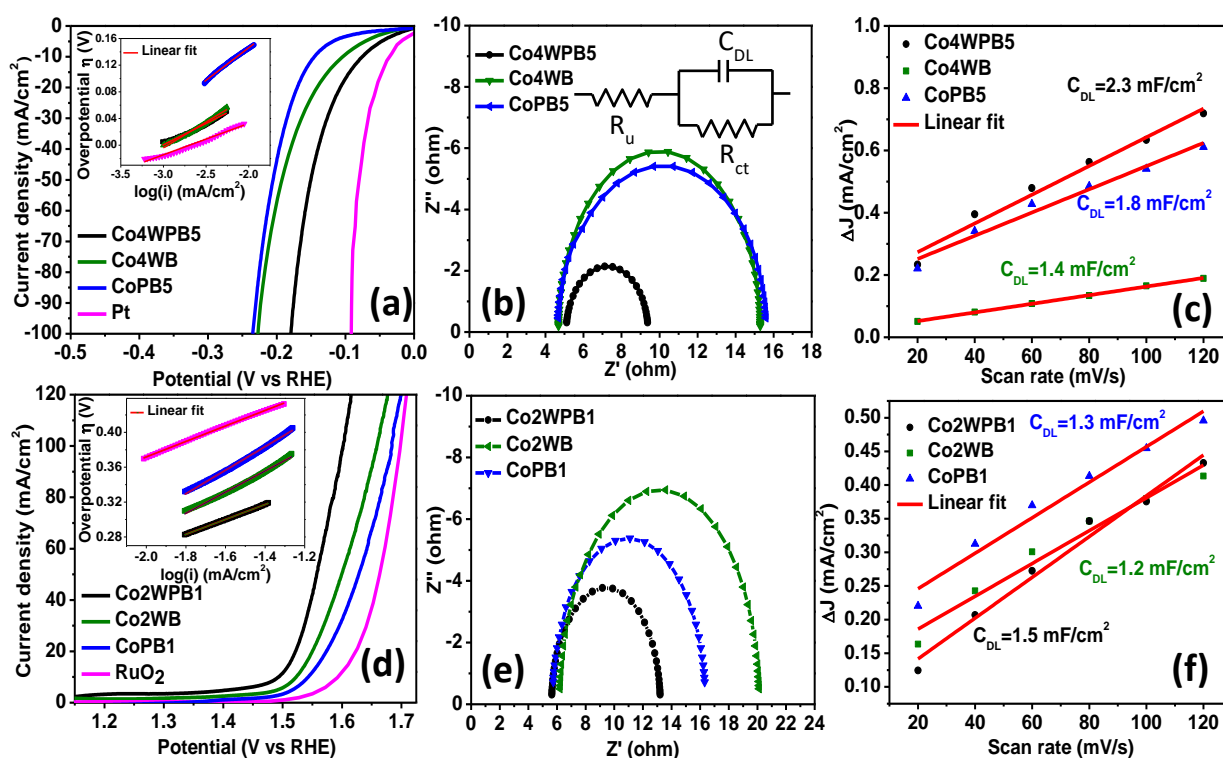 0
-10
-20
-30
-40
-50
-60
-70
-80
-90
-100
Current density (mA/cm²)
-0.5 -0.4 -0.3 -0.2 -0.1 0.0
Potential (V vs RHE)
Linear fit
0.16
0.12
0.08
0.04
0.00
Overpotential η (V)
-3.5 -3.0 -2.5 -2.0
log(i) (mA/cm²)
Co4WPB5
Co4WB
CoPB5
Pt
(a)
-10
-8
-6
-4
-2
0
Z'' (ohm)
Co4WPB5
Co4WB
CoPB5
C_DL
R_u
R_ct
(b)
0 2 4 6 8 10 12 14 16 18
Z' (ohm)
1.0
0.8
0.6
0.4
0.2
0.0
ΔJ (mA/cm²)
Co4WPB5
Co4WB
CoPB5
Linear fit
C_DL=2.3 mF/cm²
C_DL=1.8 mF/cm²
C_DL=1.4 mF/cm²
(c)
20 40 60 80 100 120
Scan rate (mV/s)
120
100
80
60
40
20
0
Current density (mA/cm²)
Linear fit
0.40
0.36
0.32
0.28
Overpotential η (V)
-2.0 -1.8 -1.6 -1.4 -1.2
log(i) (mA/cm²)
Co2WPB1
Co2WB
CoPB1
RuO₂
(d)
1.2 1.3 1.4 1.5 1.6 1.7
Potential (V vs RHE)
-10
-8
-6
-4
-2
0
Z'' (ohm)
Co2WPB1
Co2WB
CoPB1
(e)
0 2 4 6 8 10 12 14 16 18 20 22 24
Z' (ohm)
0.50
0.45
0.40
0.35
0.30
0.25
0.20
0.15
0.10
ΔJ (mA/cm²)
Co2WPB1
Co2WB
CoPB1
Linear fit
C_DL=1.3 mF/cm²
C_DL=1.2 mF/cm²
C_DL=1.5 mF/cm²
(f)
20 40 60 80 100 120
Scan rate (mV/s)